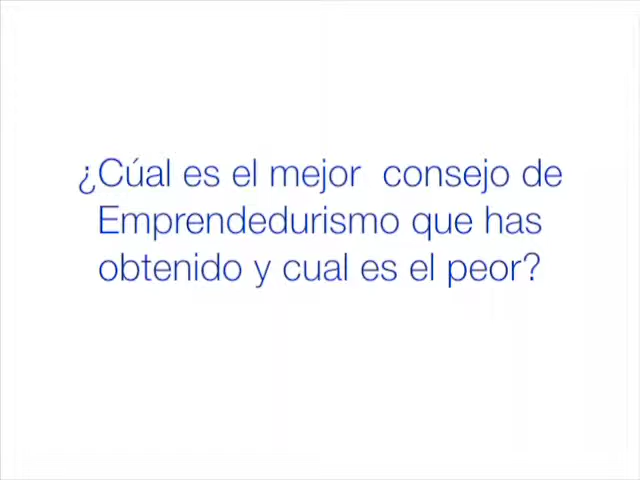 ¿Cúal es el mejor  consejo de
Emprendedurismo que has
obtenido y cual es el peor?